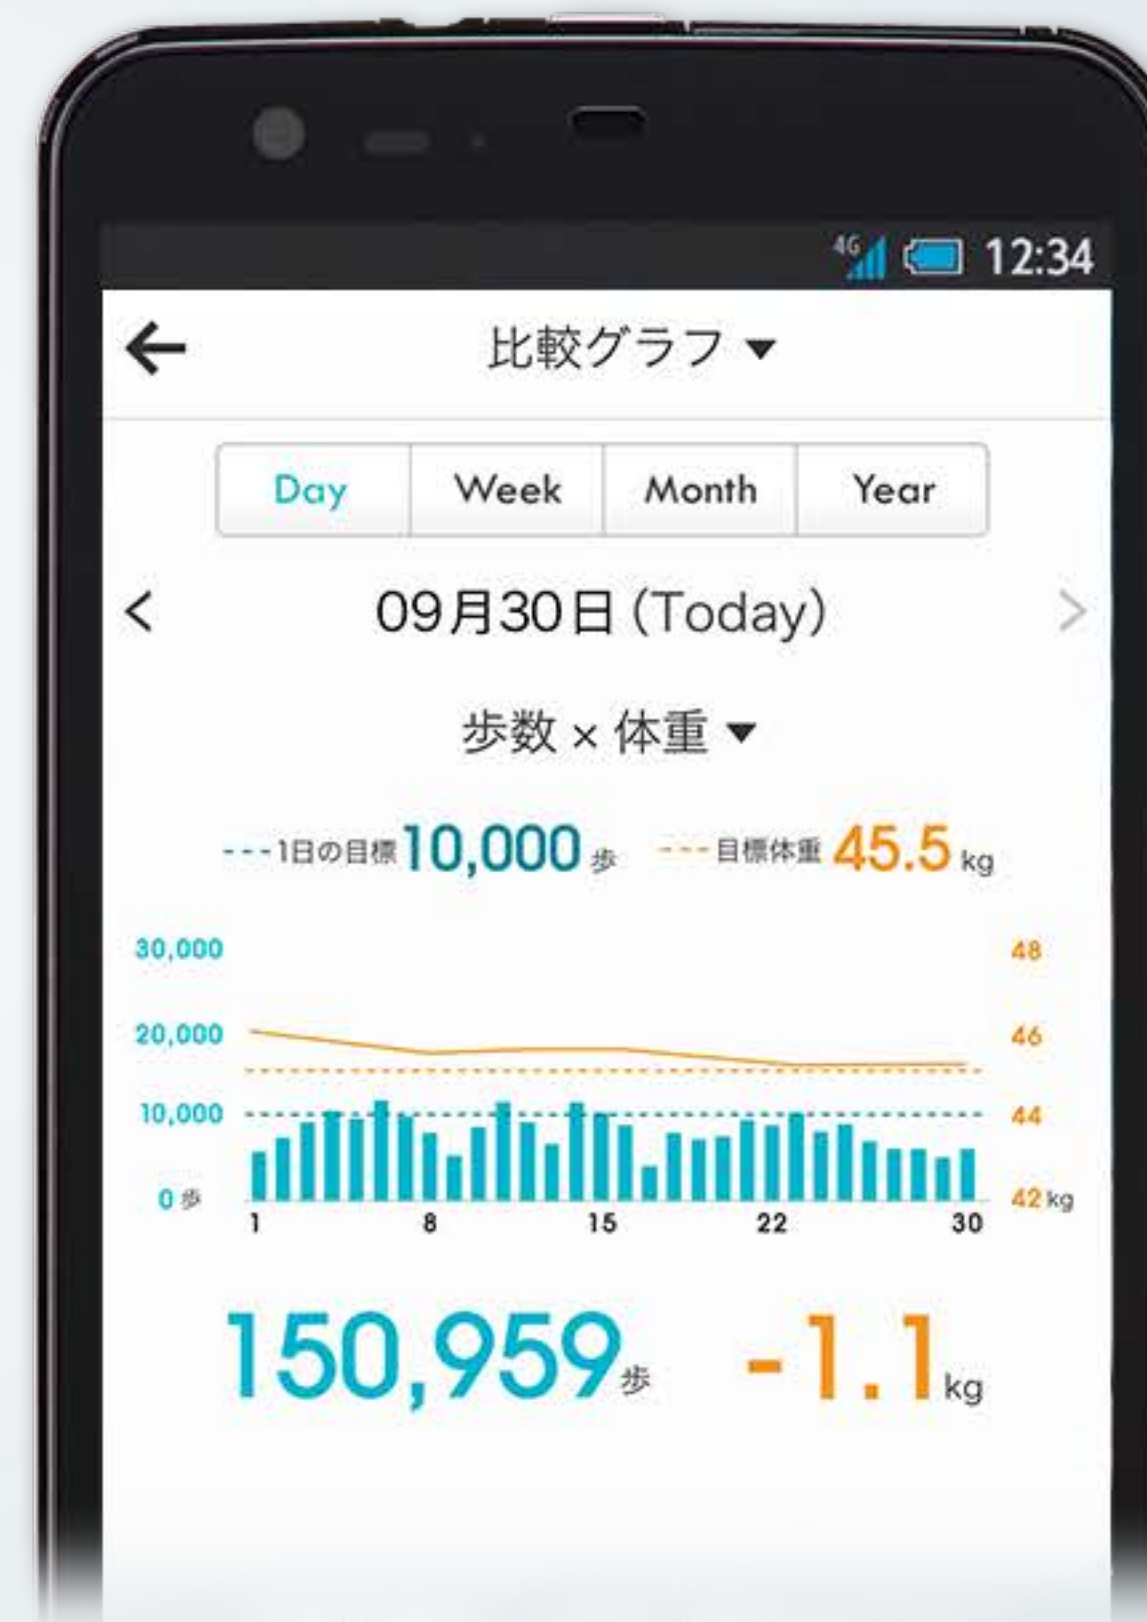 4G 12:34
比較グラフ ▼
Day Week Month Year
09月30日 (Today)
歩数 × 体重 ▼
1日の目標 10,000 歩 目標体重 45.5 kg
30,000 48
20,000 46
10,000 44
0 歩 42 kg
1 8 15 22 30
150,959 歩 -1.1 kg